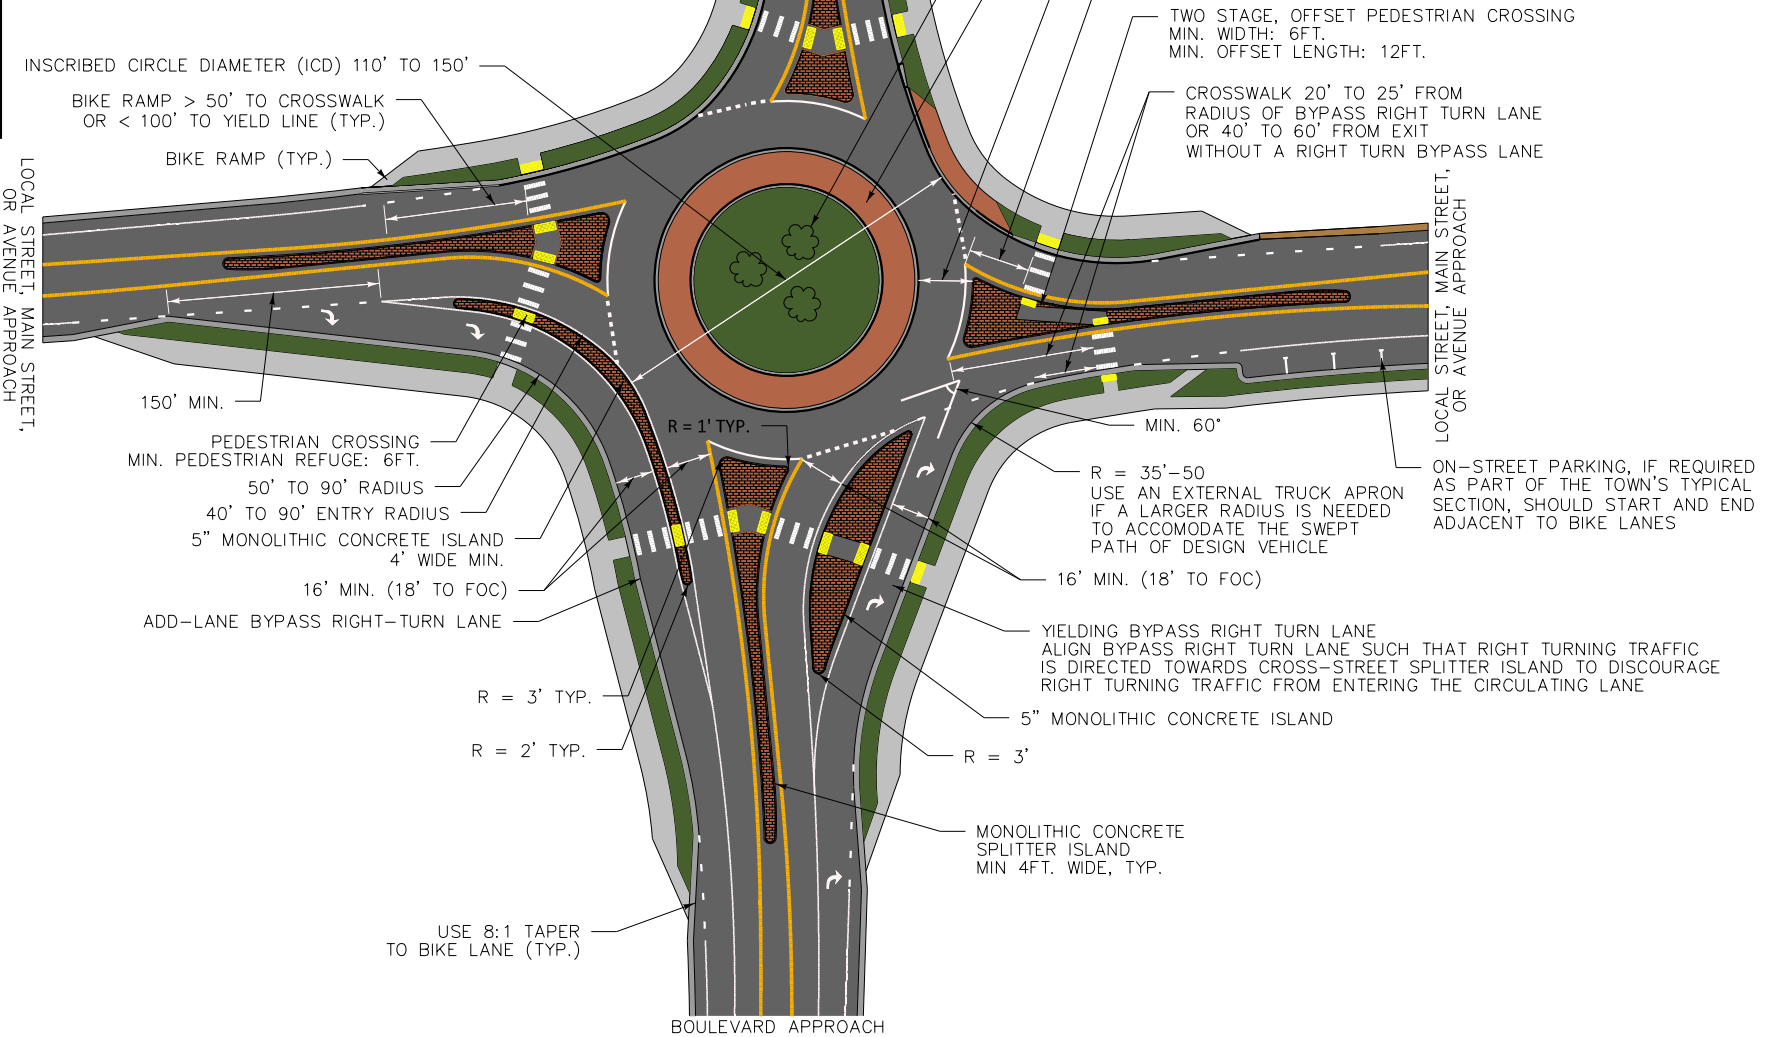 TWO STAGE, OFFSET PEDESTRIAN CROSSING
MIN. WIDTH: 6FT.
MIN. OFFSET LENGTH: 12FT.
INSCRIBED CIRCLE DIAMETER (ICD) 110' TO 150'
BIKE RAMP > 50' TO CROSSWALK
OR < 100' TO YIELD LINE (TYP.)
BIKE RAMP (TYP.)
CROSSWALK 20' TO 25' FROM
RADIUS OF BYPASS RIGHT TURN LANE
OR 40' TO 60' FROM EXIT
WITHOUT A RIGHT TURN BYPASS LANE
LOCAL STREET, MAIN STREET,
OR AVENUE APPROACH
LOCAL STREET, MAIN STREET,
OR AVENUE APPROACH
150' MIN.
PEDESTRIAN CROSSING
MIN. PEDESTRIAN REFUGE: 6FT.
50' TO 90' RADIUS
40' TO 90' ENTRY RADIUS
5" MONOLITHIC CONCRETE ISLAND
4' WIDE MIN.
16' MIN. (18' TO FOC)
ADD-LANE BYPASS RIGHT-TURN LANE
R = 1' TYP.
MIN. 60°
R = 35'-50
USE AN EXTERNAL TRUCK APRON
IF A LARGER RADIUS IS NEEDED
TO ACCOMODATE THE SWEPT
PATH OF DESIGN VEHICLE
ON-STREET PARKING, IF REQUIRED
AS PART OF THE TOWN'S TYPICAL
SECTION, SHOULD START AND END
ADJACENT TO BIKE LANES
16' MIN. (18' TO FOC)
YIELDING BYPASS RIGHT TURN LANE
ALIGN BYPASS RIGHT TURN LANE SUCH THAT RIGHT TURNING TRAFFIC
IS DIRECTED TOWARDS CROSS-STREET SPLITTER ISLAND TO DISCOURAGE
RIGHT TURNING TRAFFIC FROM ENTERING THE CIRCULATING LANE
R = 3' TYP.
R = 2' TYP.
5" MONOLITHIC CONCRETE ISLAND
R = 3'
MONOLITHIC CONCRETE
SPLITTER ISLAND
MIN 4FT. WIDE, TYP.
USE 8:1 TAPER
TO BIKE LANE (TYP.)
BOULEVARD APPROACH